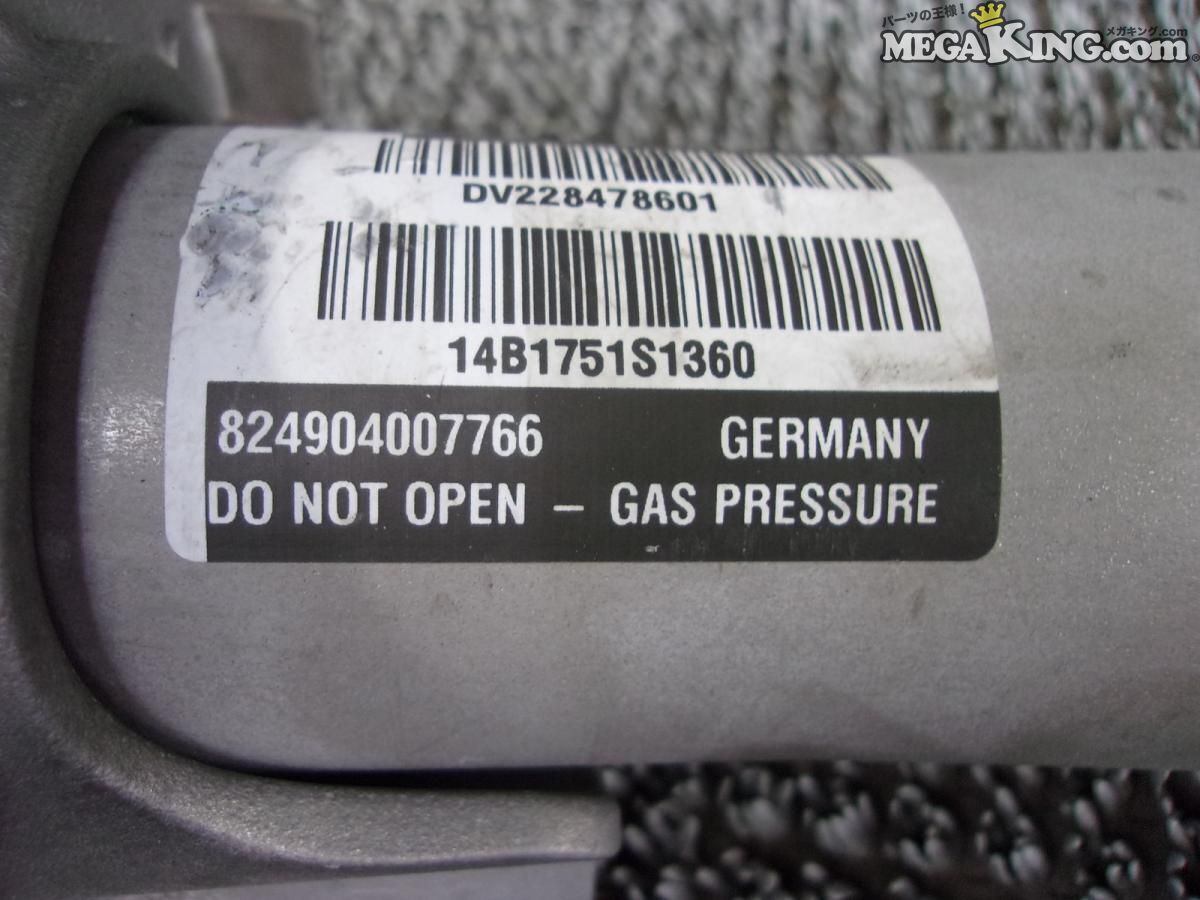 パーツの王様！
メガキング.com
MEGAKING.com
DV228478601
14B1751S1360
824904007766 GERMANY
DO NOT OPEN – GAS PRESSURE